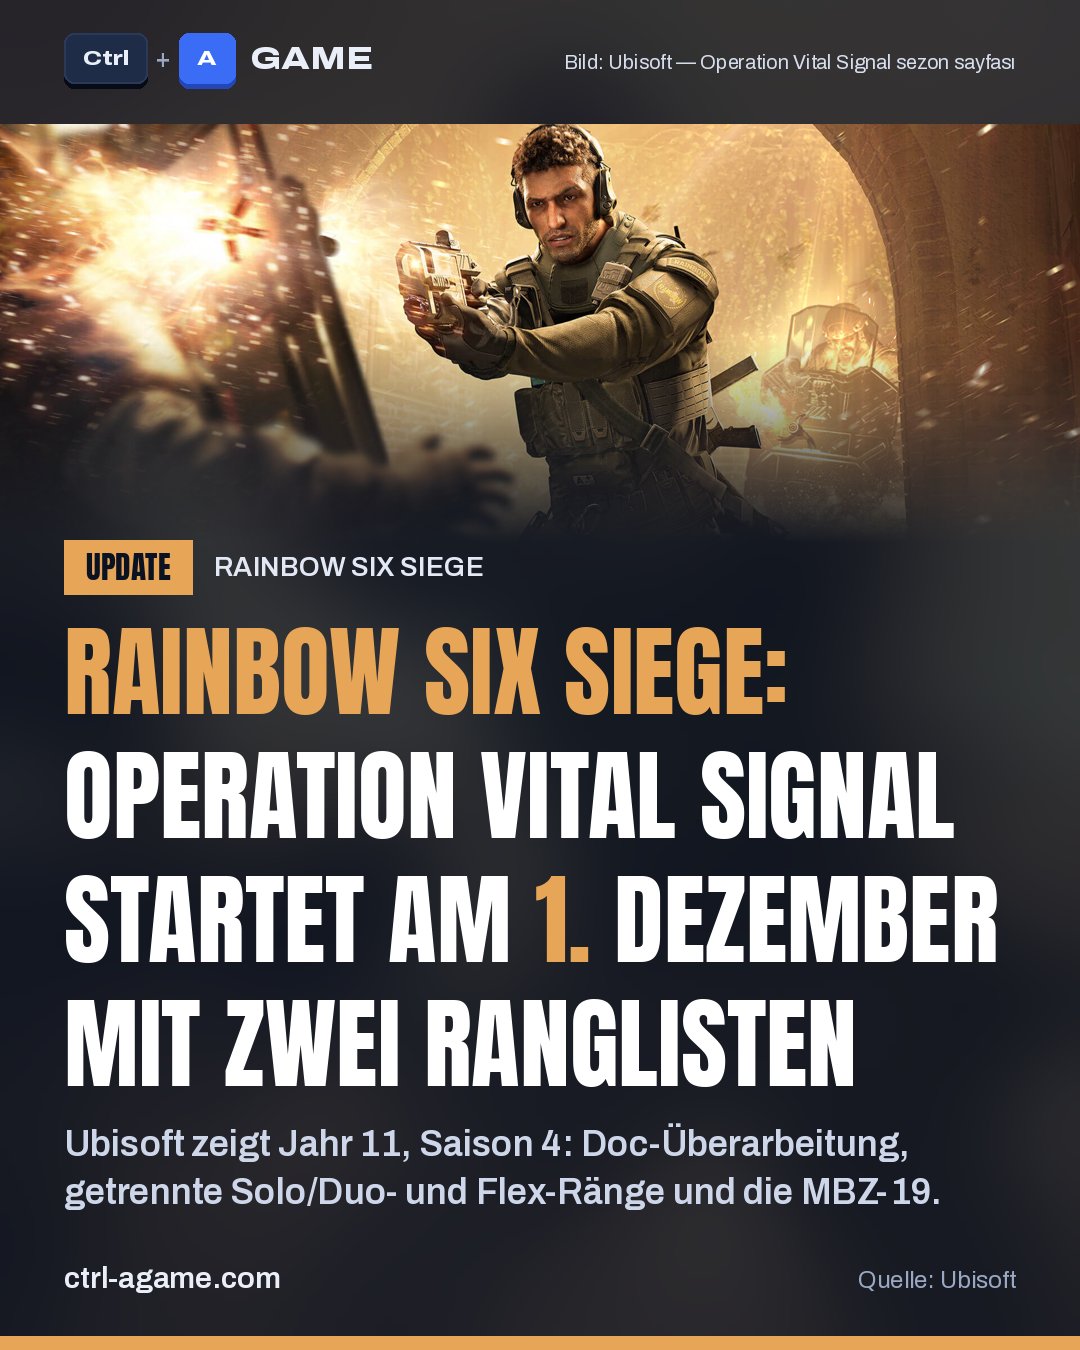 Ctrl + A GAME
Bild: Ubisoft — Operation Vital Signal sezon sayfası
UPDATE
RAINBOW SIX SIEGE
RAINBOW SIX SIEGE:
OPERATION VITAL SIGNAL
STARTET AM 1. DEZEMBER
MIT ZWEI RANGLISTEN
Ubisoft zeigt Jahr 11, Saison 4: Doc-Überarbeitung,
getrennte Solo/Duo- und Flex-Ränge und die MBZ-19.
ctrl-agame.com
Quelle: Ubisoft